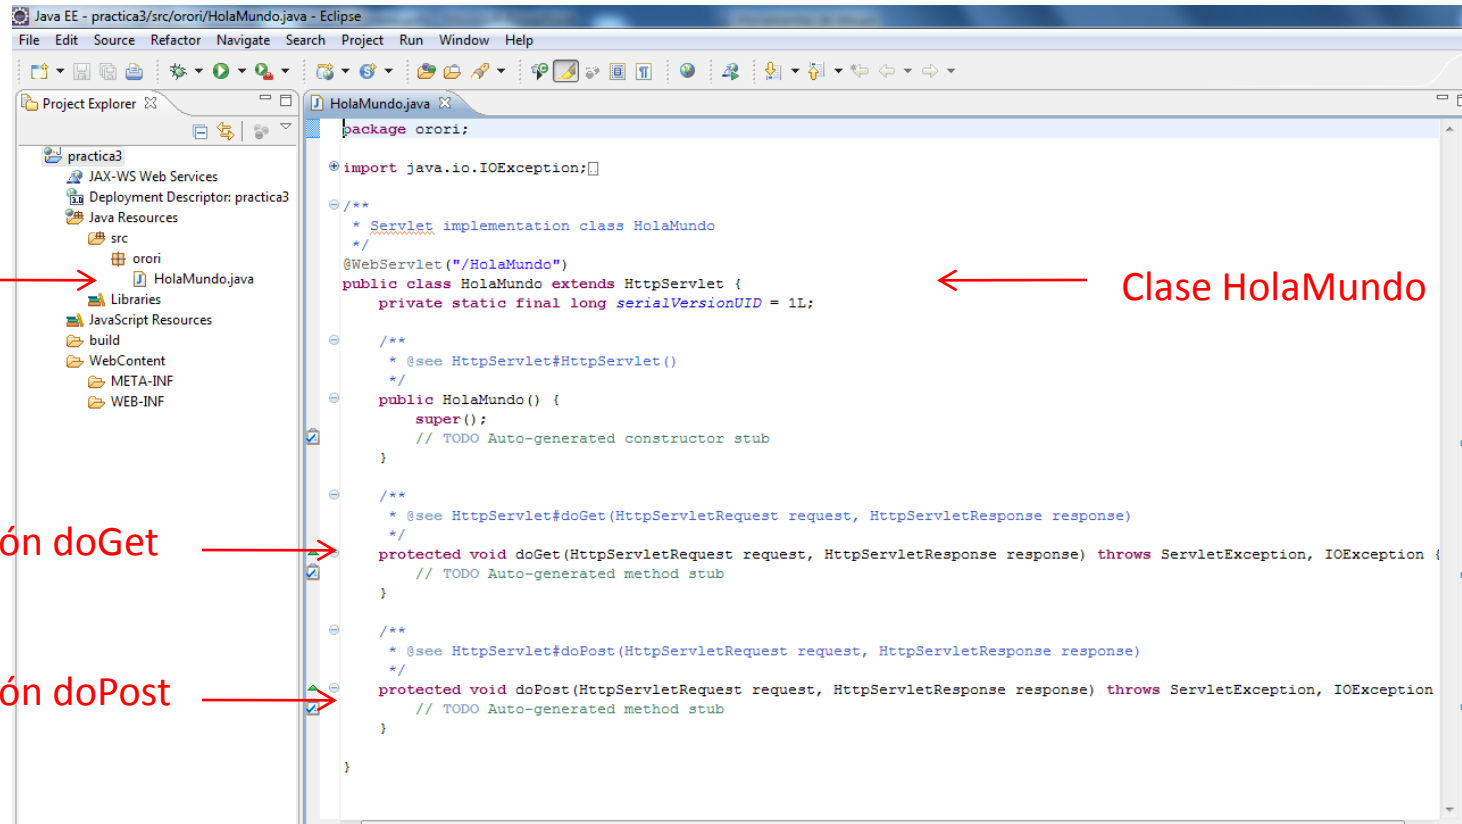 Java EE - practica3/src/orori/HolaMundo.java - Eclipse
File Edit Source Refactor Navigate Search Project Run Window Help
Project Explorer
HolaMundo.java
practica3
JAX-WS Web Services
Deployment Descriptor: practica3
Java Resources
src
orori
HolaMundo.java
Libraries
JavaScript Resources
build
WebContent
META-INF
WEB-INF
package orori;
import java.io.IOException;
/**
* Servlet implementation class HolaMundo
*/
@WebServlet("/HolaMundo")
public class HolaMundo extends HttpServlet {
private static final long serialVersionUID = 1L;
/**
* @see HttpServlet#HttpServlet()
*/
public HolaMundo() {
super();
// TODO Auto-generated constructor stub
}
/**
* @see HttpServlet#doGet(HttpServletRequest request, HttpServletResponse response)
*/
protected void doGet(HttpServletRequest request, HttpServletResponse response) throws ServletException, IOException {
// TODO Auto-generated method stub
}
/**
* @see HttpServlet#doPost(HttpServletRequest request, HttpServletResponse response)
*/
protected void doPost(HttpServletRequest request, HttpServletResponse response) throws ServletException, IOException
// TODO Auto-generated method stub
}
}
Clase HolaMundo
ón doGet
ón doPost